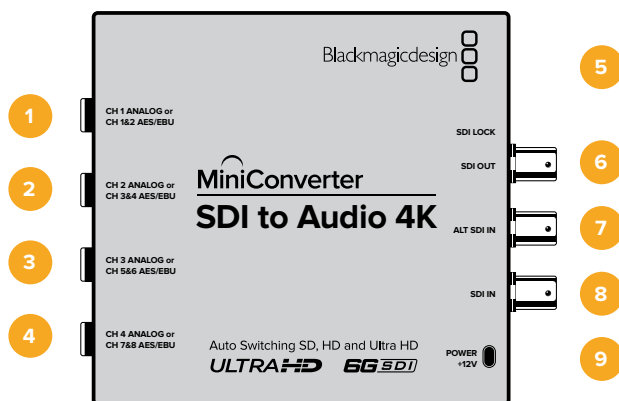 Blackmagicdesign
1
CH 1 ANALOG or
CH 1&2 AES/EBU
2
CH 2 ANALOG or
CH 3&4 AES/EBU
3
CH 3 ANALOG or
CH 5&6 AES/EBU
4
CH 4 ANALOG or
CH 7&8 AES/EBU
MiniConverter
SDI to Audio 4K
Auto Switching SD, HD and Ultra HD
ULTRA HD 6G SDI
5
SDI LOCK
SDI OUT
6
ALT SDI IN
7
SDI IN
8
POWER
+12V
9